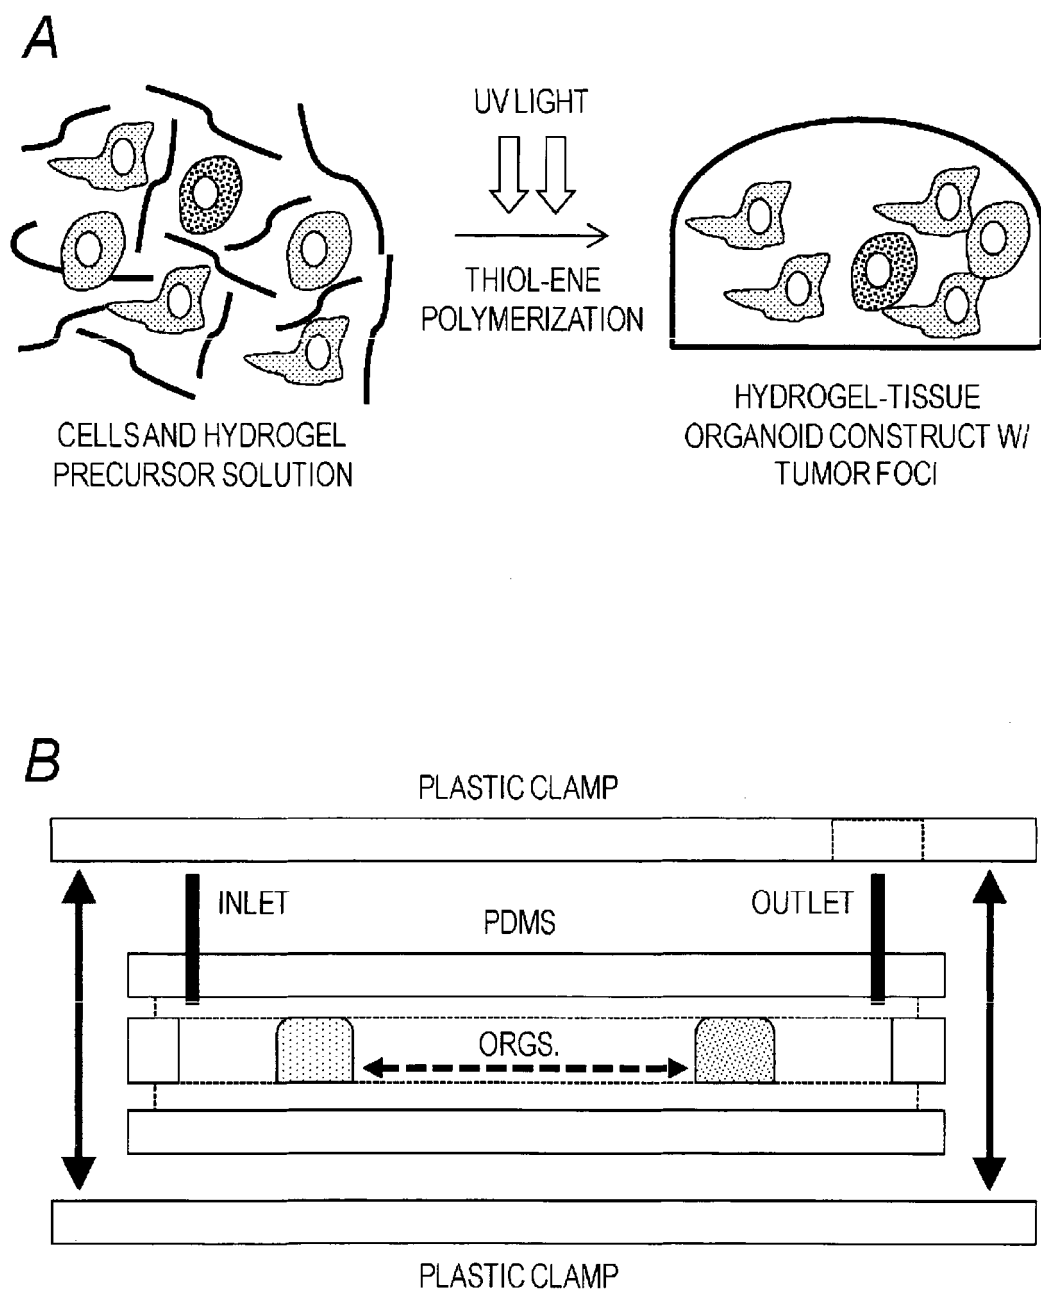 A
UV LIGHT
THIOL-ENE
POLYMERIZATION
CELLS AND HYDROGEL
PRECURSOR SOLUTION
HYDROGEL-TISSUE
ORGANOID CONSTRUCT W/
TUMOR FOCI
B
PLASTIC CLAMP
INLET
OUTLET
PDMS
ORGS.
PLASTIC CLAMP